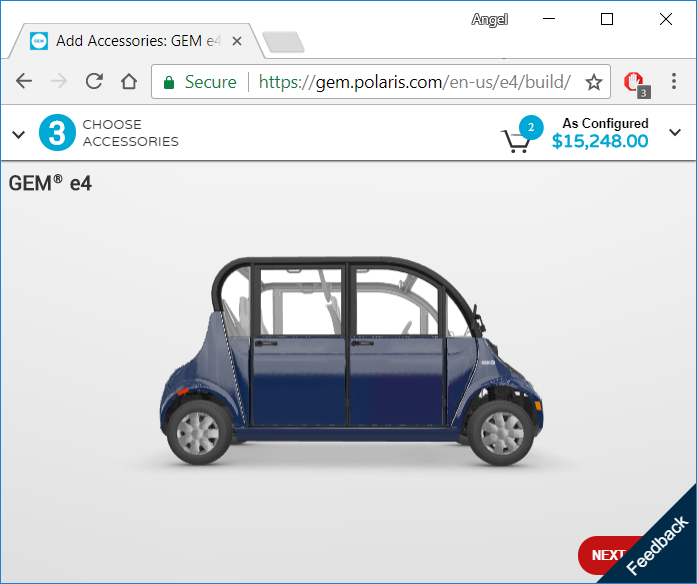 Angel
GEM
Add Accessories: GEM e4
Secure
https://gem.polaris.com/en-us/e4/build/
3
3
CHOOSE
ACCESSORIES
2
As Configured
$15,248.00
GEM® e4
NEXT
Feedback